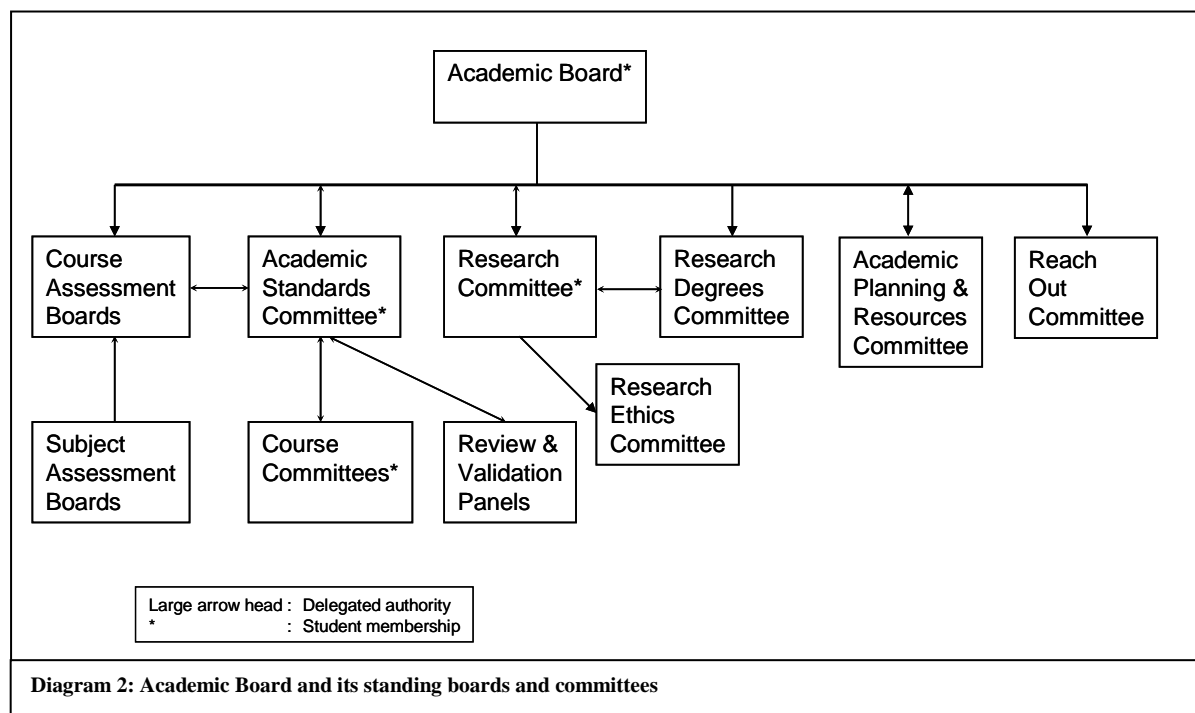 Academic Board*
Course
Assessment
Boards
Academic
Standards
Committee*
Research
Committee*
Research
Degrees
Committee
Academic
Planning &
Resources
Committee
Reach
Out
Committee
Subject
Assessment
Boards
Course
Committees*
Review &
Validation
Panels
Research
Ethics
Committee
Large arrow head : Delegated authority
* : Student membership
Diagram 2: Academic Board and its standing boards and committees